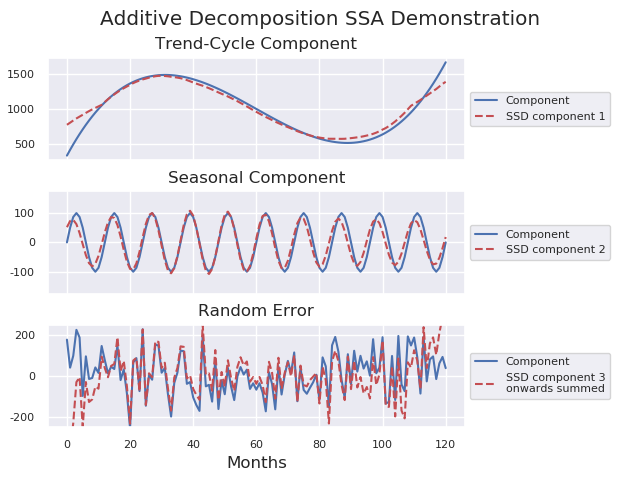 Additive Decomposition SSA Demonstration
Trend-Cycle Component
1500
1000
500
Component
SSD component 1
Seasonal Component
100
0
-100
Component
SSD component 2
Random Error
200
0
-200
Component
SSD component 3
onwards summed
0 20 40 60 80 100 120
Months